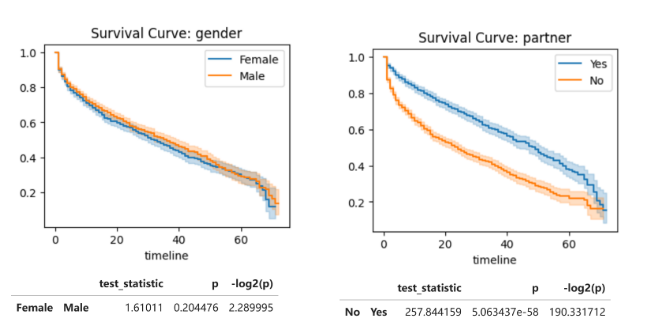 Survival Curve: gender
1.0
0.8
0.6
0.4
0.2
Female
Male
0 20 40 60
timeline
test_statistic p -log2(p)
Female Male 1.61011 0.204476 2.289995
Survival Curve: partner
1.0
0.8
0.6
0.4
0.2
Yes
No
0 20 40 60
timeline
test_statistic p -log2(p)
No Yes 257.844159 5.063437e-58 190.331712